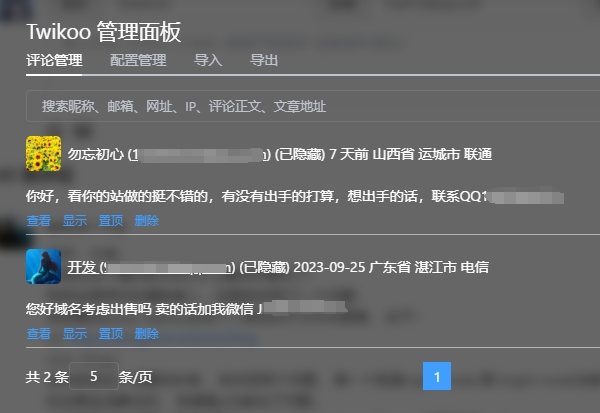 Twikoo 管理面板
评论管理 配置管理 导入 导出
搜索昵称、邮箱、网址、IP、评论正文、文章地址
勿忘初心 (1 ) (已隐藏) 7 天前 山西省 运城市 联通
你好，看你的站做的挺不错的，有没有出手的打算，想出手的话，联系QQ1
查看 显示 置顶 删除
开发 ( ) (已隐藏) 2023-09-25 广东省 湛江市 电信
您好域名考虑出售吗 卖的话加我微信 J
查看 显示 置顶 删除
共 2 条 5 条/页 1